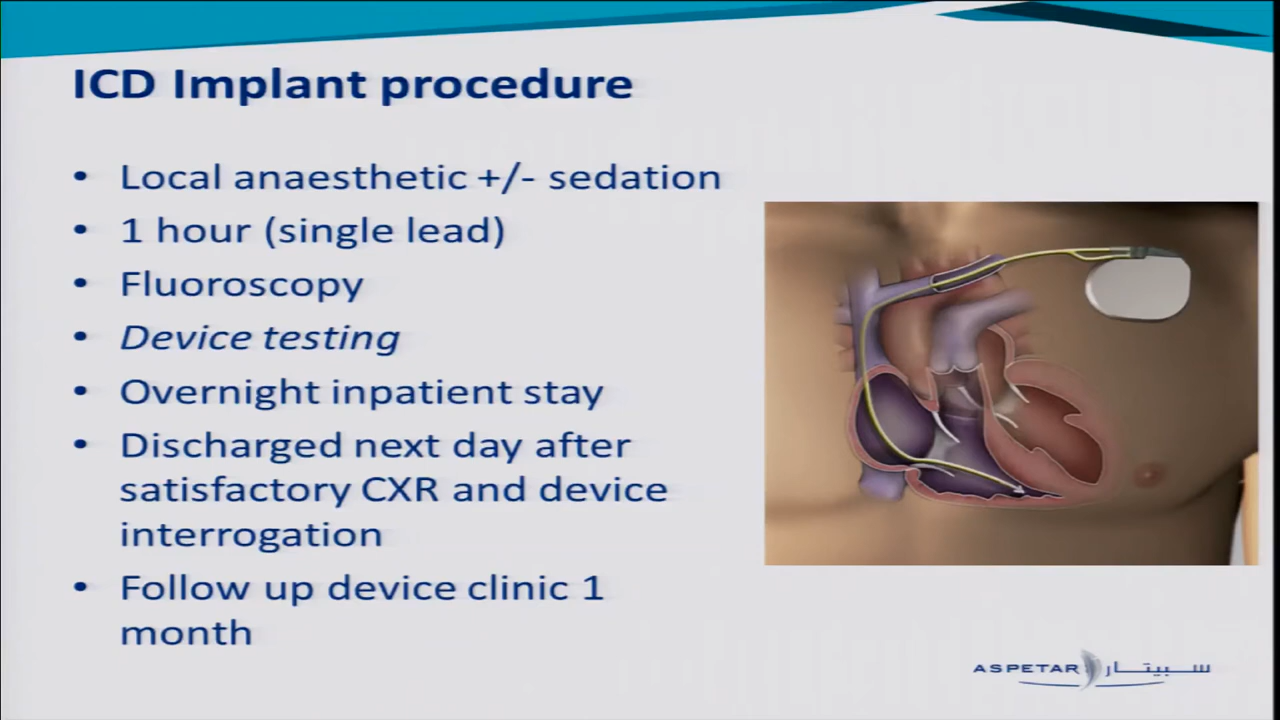 ICD Implant procedure
• Local anaesthetic +/- sedation
• 1 hour (single lead)
• Fluoroscopy
• Device testing
• Overnight inpatient stay
• Discharged next day after
satisfactory CXR and device
interrogation
• Follow up device clinic 1
month
ASPETAR سبيتار